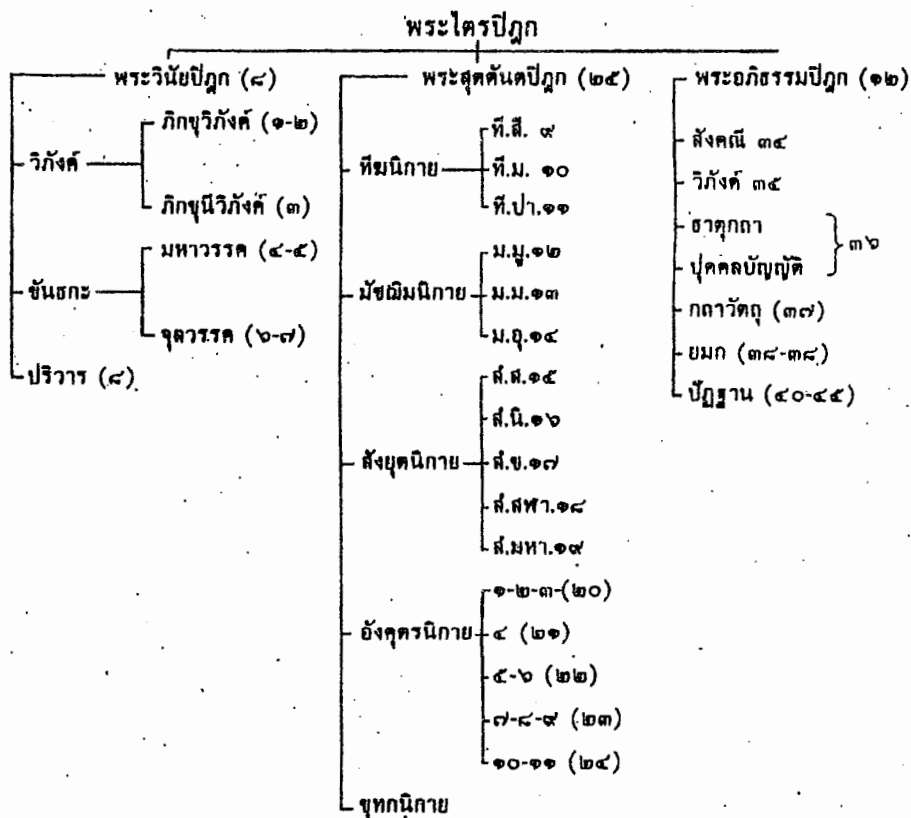 พระไตรปิฎก
พระวินัยปิฎก (๘)
วิภังค์
ภิกขุวิภังค์ (๑-๒)
ภิกขุนีวิภังค์ (๓)
ขันธกะ
มหาวรรค (๔-๕)
จุลวรรค (๖-๗)
ปริวาร (๘)
พระสุตตันตปิฎก (๒๕)
ทีฆนิกาย
ที.สี. ๙
ที.ม. ๑๐
ที.ปา.๑๑
มัชฌิมนิกาย
ม.มู.๑๒
ม.ม.๑๓
ม.อุ.๑๔
สังยุตนิกาย
สํ.ส.๑๕
สํ.นิ.๑๖
สํ.ข.๑๗
สํ.สฬา.๑๘
สํ.มหา.๑๙
อังคุตรนิกาย
๑-๒-๓-(๒๐)
๔ (๒๑)
๕-๖ (๒๒)
๗-๘-๙ (๒๓)
๑๐-๑๑ (๒๔)
ขุททกนิกาย
พระอภิธรรมปิฎก (๑๒)
สังคณี ๓๔
วิภังค์ ๓๕
ธาตุกถา
ปุคคลบัญญัติ
๓๖
กถาวัตถุ (๓๗)
ยมก (๓๘-๓๘)
ปัฏฐาน (๔๐-๔๕)